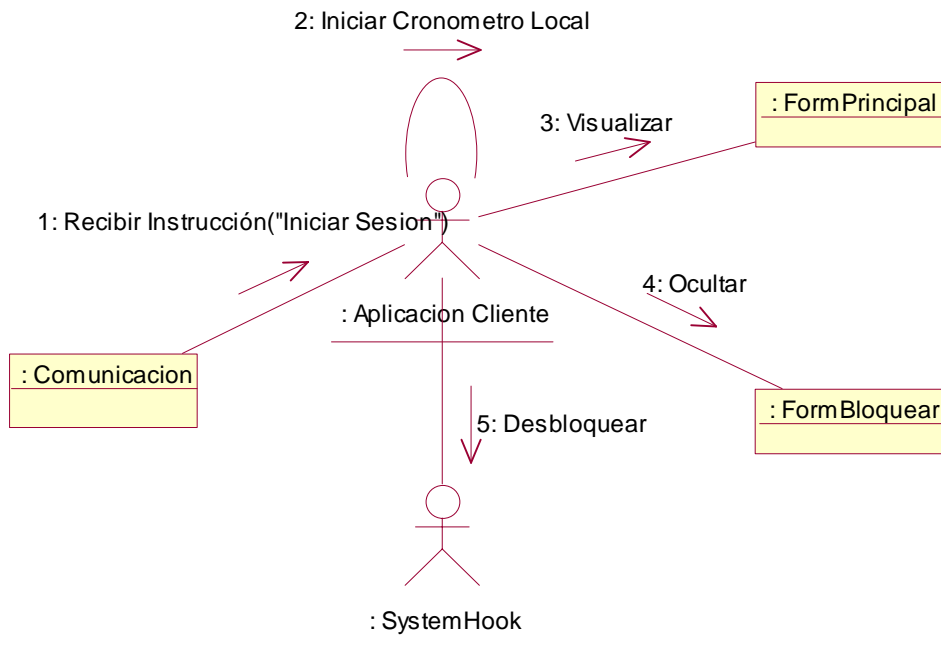 2: Iniciar Cronometro Local
: FormPrincipal
3: Visualizar
1: Recibir Instrucción("Iniciar Sesion")
4: Ocultar
: Aplicacion Cliente
: Comunicacion
: FormBloquear
5: Desbloquear
: SystemHook